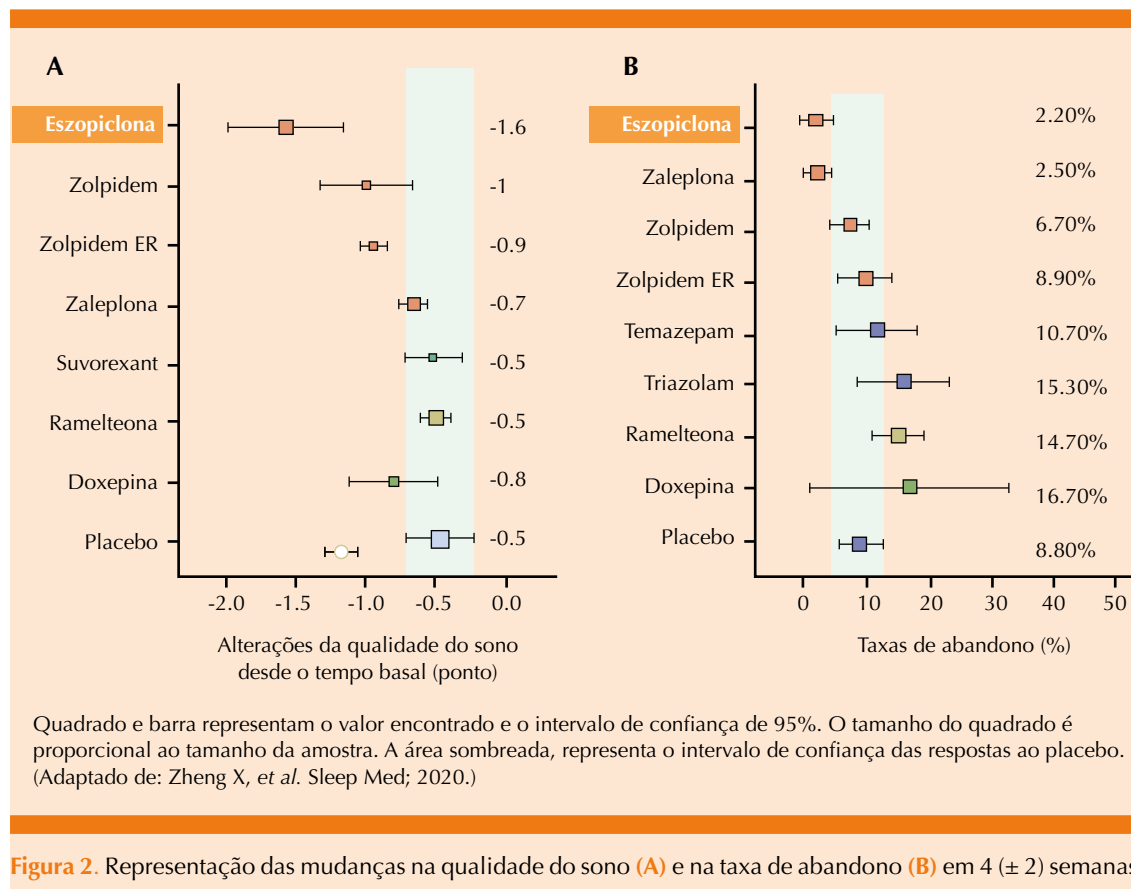 A
Eszopiclona
-1.6
Zolpidem
-1
Zolpidem ER
-0.9
Zaleplona
-0.7
Suvorexant
-0.5
Ramelteona
-0.5
Doxepina
-0.8
Placebo
-0.5
-2.0 -1.5 -1.0 -0.5 0.0
Alterações da qualidade do sono
desde o tempo basal (ponto)
B
Eszopiclona
2.20%
Zaleplona
2.50%
Zolpidem
6.70%
Zolpidem ER
8.90%
Temazepam
10.70%
Triazolam
15.30%
Ramelteona
14.70%
Doxepina
16.70%
Placebo
8.80%
0 10 20 30 40 50
Taxas de abandono (%)
Quadrado e barra representam o valor encontrado e o intervalo de confiança de 95%. O tamanho do quadrado é
proporcional ao tamanho da amostra. A área sombreada, representa o intervalo de confiança das respostas ao placebo.
(Adaptado de: Zheng X, et al. Sleep Med; 2020.)
Figura 2. Representação das mudanças na qualidade do sono (A) e na taxa de abandono (B) em 4 (± 2) semanas